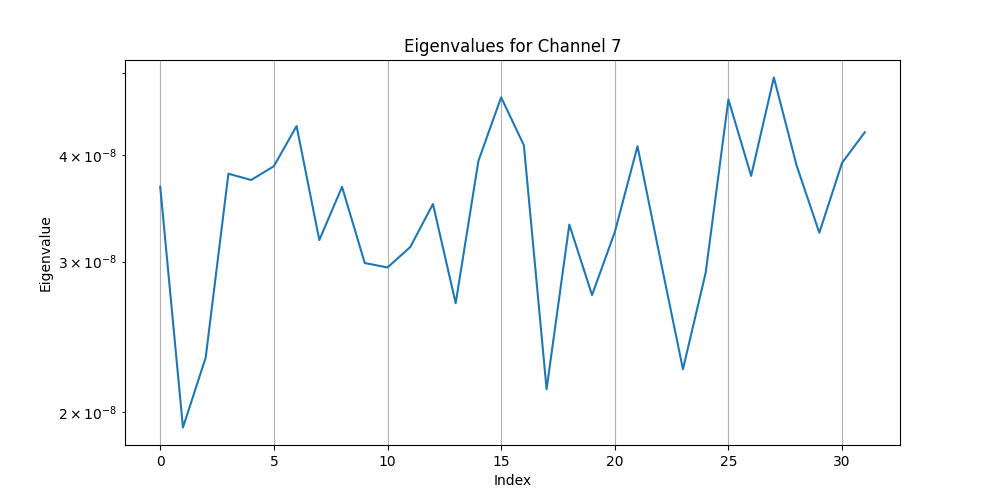 Eigenvalues for Channel 7
Eigenvalue
4 × 10⁻⁸
3 × 10⁻⁸
2 × 10⁻⁸
0 5 10 15 20 25 30
Index